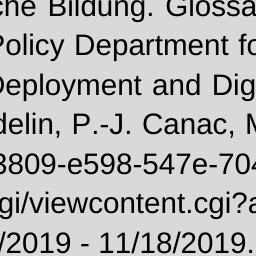 che Bildung. Glossa
Policy Department fo
Deployment and Dig
delin, P.-J. Canac, M
3809-e598-547e-704
gi/viewcontent.cgi?a
/2019 - 11/18/2019.